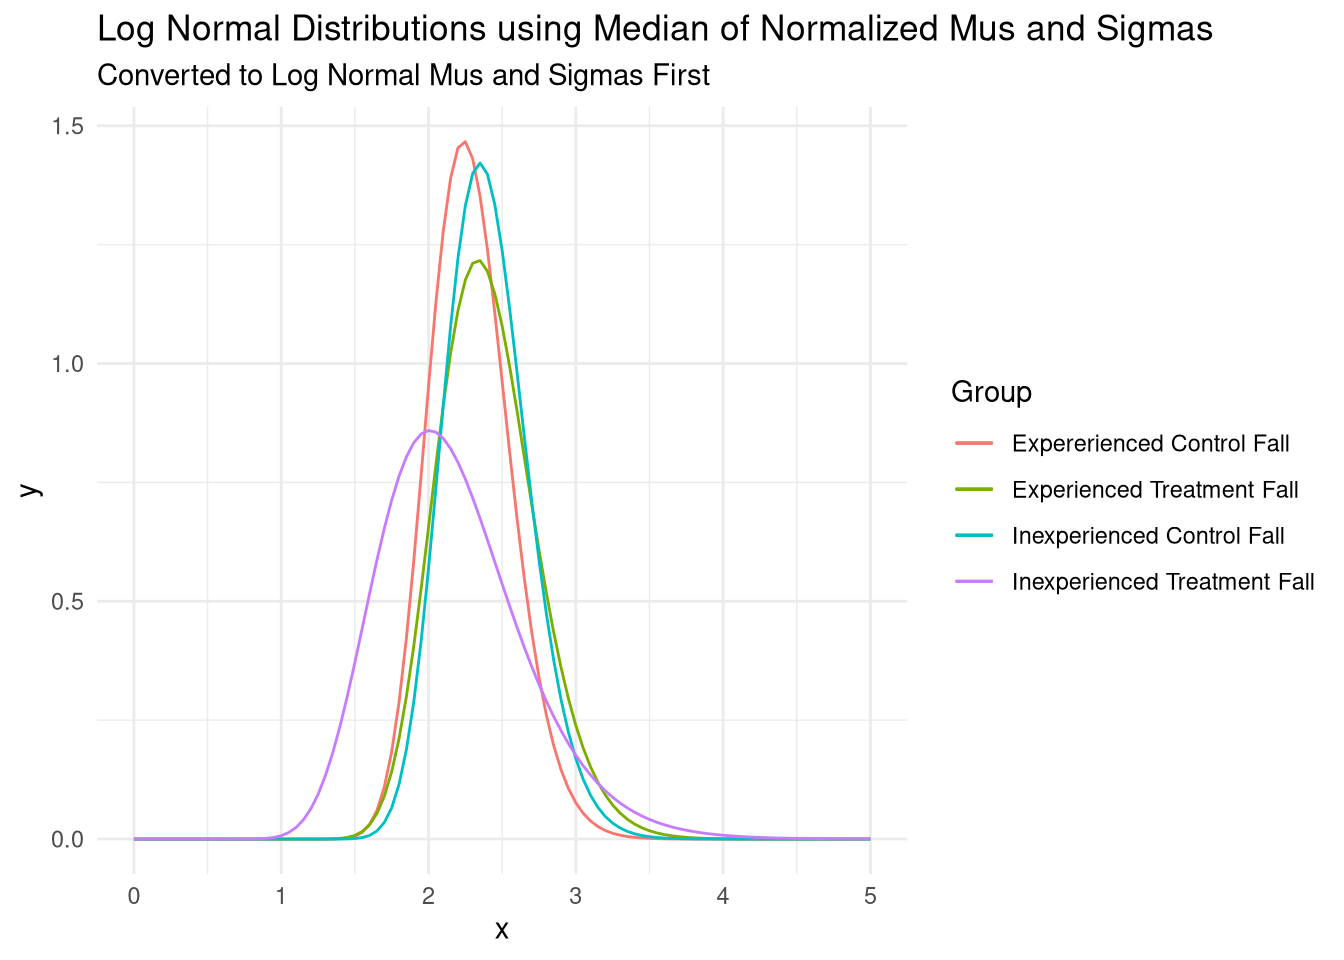 Log Normal Distributions using Median of Normalized Mus and Sigmas
Converted to Log Normal Mus and Sigmas First
1.5
1.0
0.5
0.0
y
0 1 2 3 4 5
x
Group
Expererienced Control Fall
Experienced Treatment Fall
Inexperienced Control Fall
Inexperienced Treatment Fall